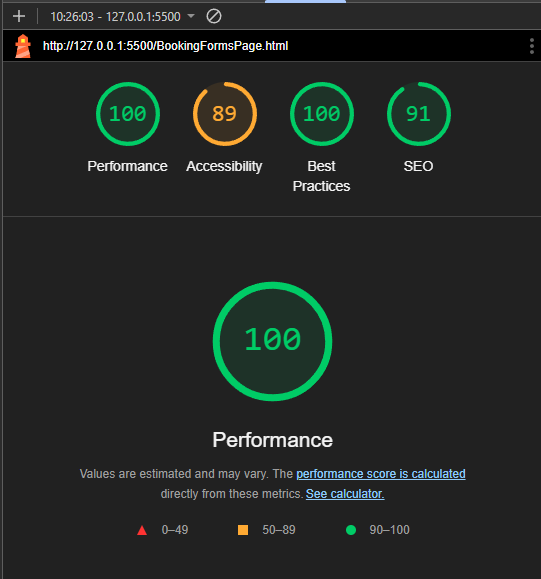 10:26:03 - 127.0.0.1:5500
http://127.0.0.1:5500/BookingFormsPage.html
100 89 100 91
Performance Accessibility Best Practices SEO
100
Performance
Values are estimated and may vary. The performance score is calculated
directly from these metrics. See calculator.
0–49 50–89 90–100